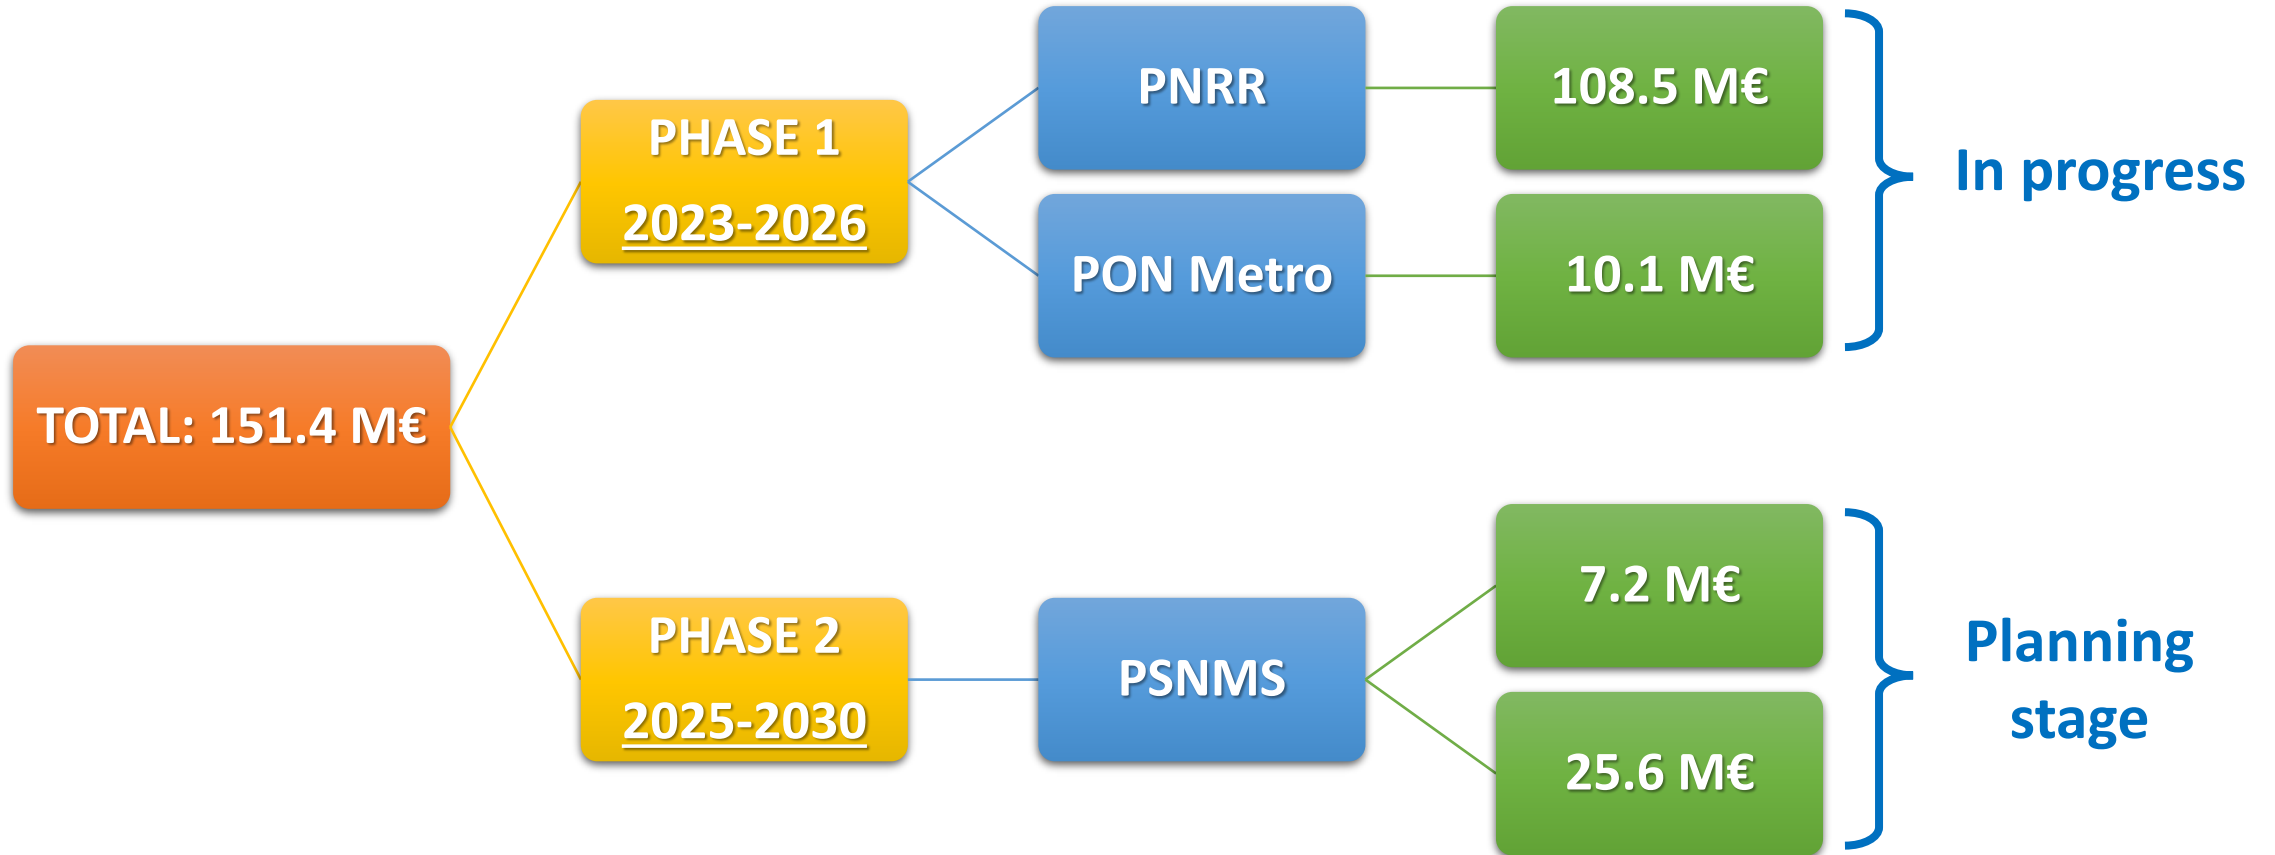 TOTAL: 151.4 M€
PHASE 1
2023-2026
PNRR
108.5 M€
PON Metro
10.1 M€
In progress
PHASE 2
2025-2030
PSNMS
7.2 M€
25.6 M€
Planning
stage